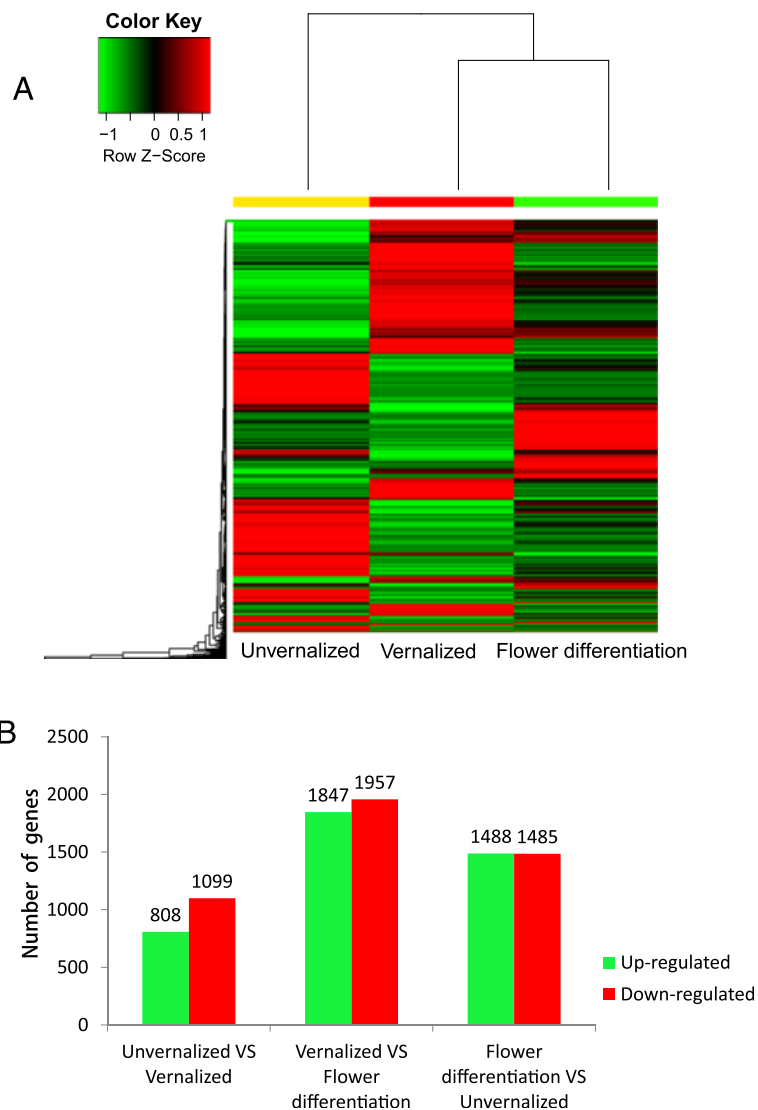 Color Key
A
−1 0 0.5 1
Row Z−Score
Unvernalized Vernalized Flower differentiation
B
2500
2000
1500
1000
500
0
Number of genes
808
1099
1847
1957
1488
1485
Up-regulated
Down-regulated
Unvernalized VS
Vernalized
Vernalized VS
Flower
differentiation
Flower
differentiation VS
Unvernalized